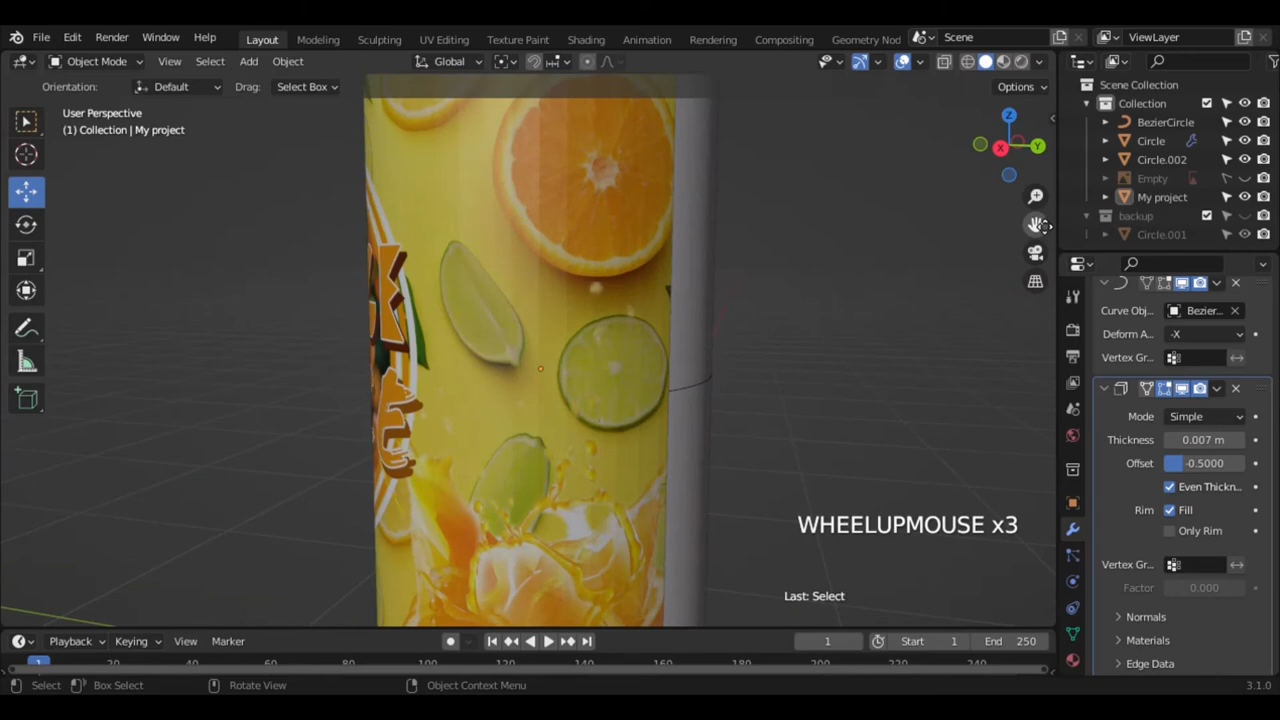 File Edit Render Window Help
Layout Modeling Sculpting UV Editing Texture Paint Shading Animation Rendering Compositing Geometry Nod
Scene
ViewLayer
Object Mode View Select Add Object
Global
Orientation: Default Drag: Select Box
Options
User Perspective
(1) Collection | My project
Z
X
Y
Scene Collection
Collection
BezierCircle
Circle
Circle.002
Empty
My project
backup
Circle.001
Curve Obj... Bezier...
Deform A... -X
Vertex Gr...
Mode Simple
Thickness 0.007 m
Offset -0.5000
Even Thickn...
Rim Fill
Only Rim
Vertex Gr...
Factor 0.000
Normals
Materials
Edge Data
WHEELUPMOUSE x3
Last: Select
Playback Keying View Marker
1 Start 1 End 250
1 20 40 60 80 100 120 140 160 180 200 220 240
Select Box Select Rotate View Object Context Menu
3.1.0